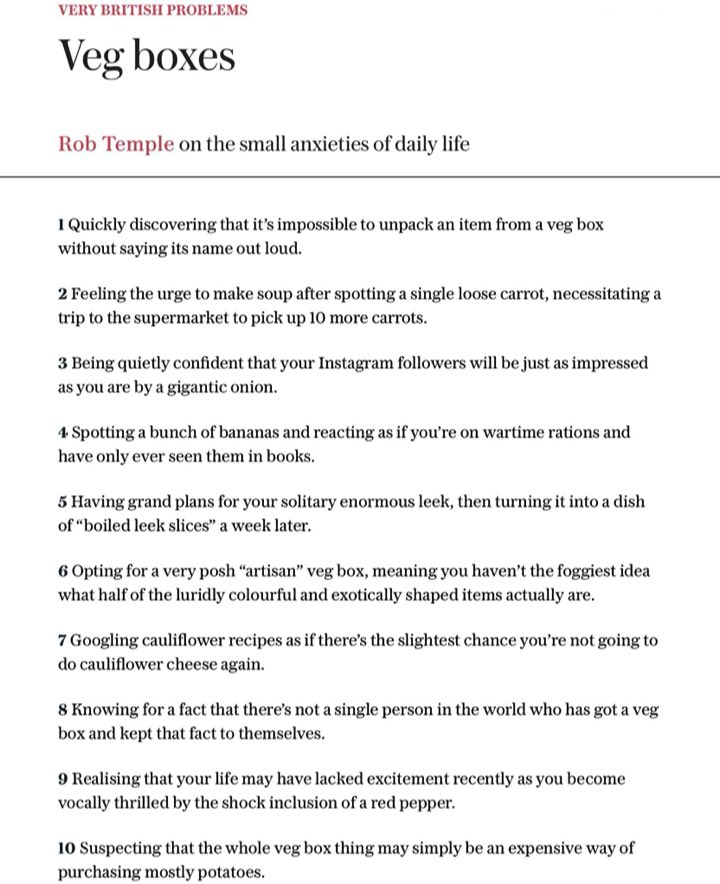 VERY BRITISH PROBLEMS
Veg boxes
Rob Temple on the small anxieties of daily life
1 Quickly discovering that it’s impossible to unpack an item from a veg box
without saying its name out loud.
2 Feeling the urge to make soup after spotting a single loose carrot, necessitating a
trip to the supermarket to pick up 10 more carrots.
3 Being quietly confident that your Instagram followers will be just as impressed
as you are by a gigantic onion.
4 Spotting a bunch of bananas and reacting as if you’re on wartime rations and
have only ever seen them in books.
5 Having grand plans for your solitary enormous leek, then turning it into a dish
of “boiled leek slices” a week later.
6 Opting for a very posh “artisan” veg box, meaning you haven’t the foggiest idea
what half of the luridly colourful and exotically shaped items actually are.
7 Googling cauliflower recipes as if there’s the slightest chance you’re not going to
do cauliflower cheese again.
8 Knowing for a fact that there’s not a single person in the world who has got a veg
box and kept that fact to themselves.
9 Realising that your life may have lacked excitement recently as you become
vocally thrilled by the shock inclusion of a red pepper.
10 Suspecting that the whole veg box thing may simply be an expensive way of
purchasing mostly potatoes.